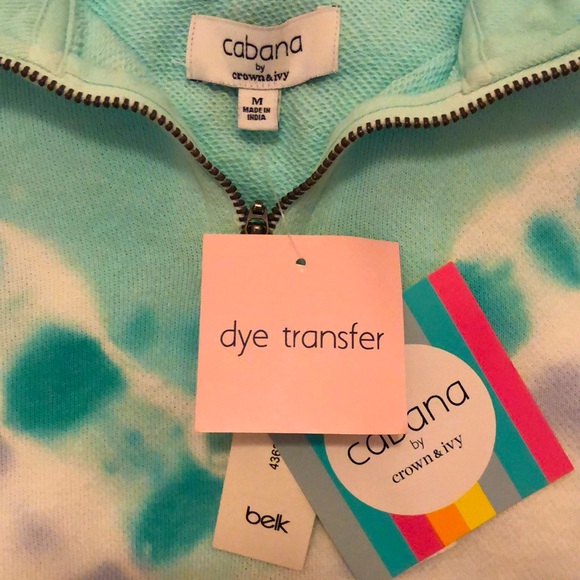 cabana
by
crown&ivy
M
MADE IN
INDIA
dye transfer
cabana
by
crown&ivy
belk